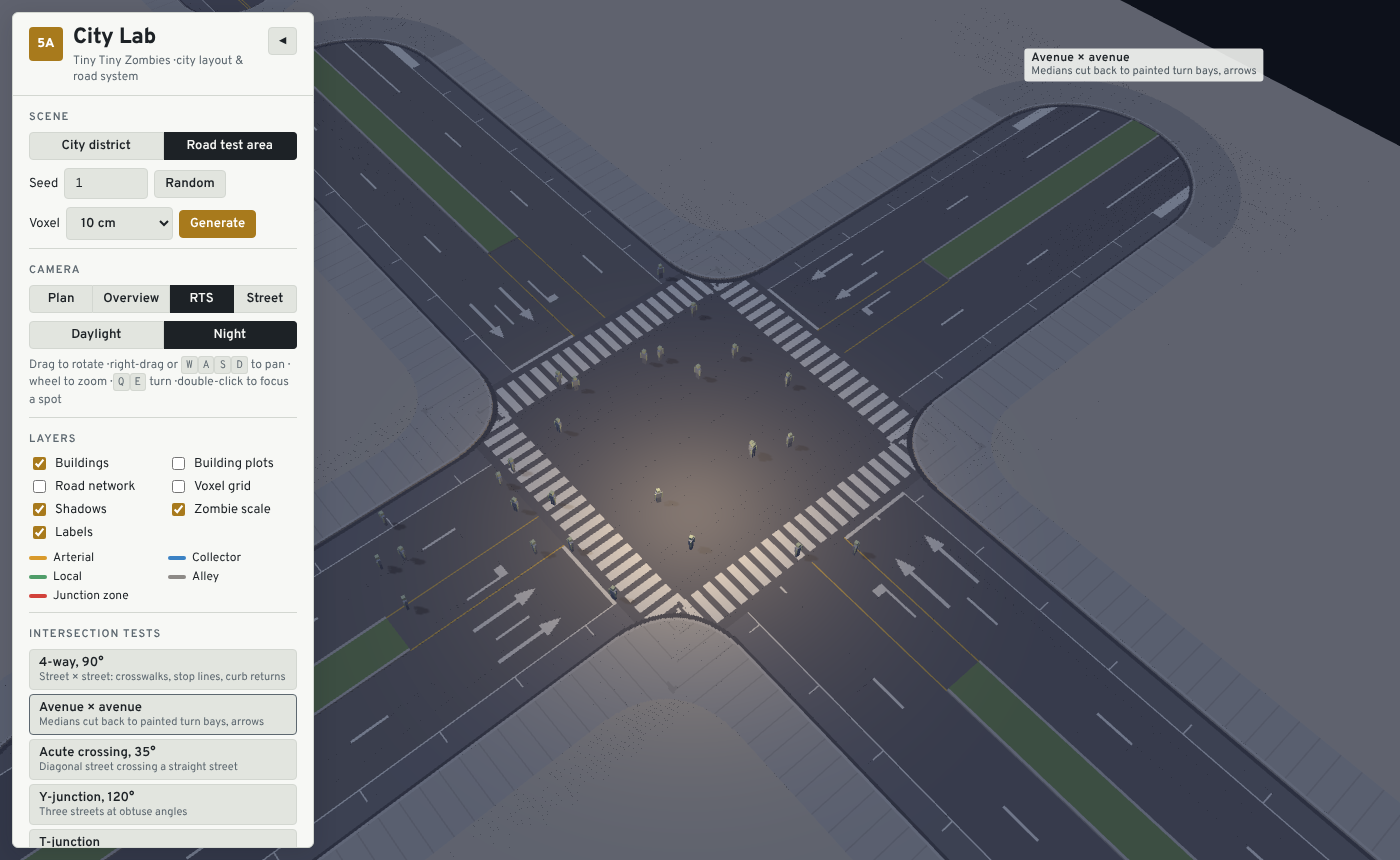 5A
City Lab
◄
Tiny Tiny Zombies · city layout &
road system
SCENE
City district
Road test area
Seed
1
Random
Voxel
10 cm
Generate
CAMERA
Plan
Overview
RTS
Street
Daylight
Night
Drag to rotate · right-drag or W A S D to pan ·
wheel to zoom · Q E turn · double-click to focus
a spot
LAYERS
Buildings
Building plots
Road network
Voxel grid
Shadows
Zombie scale
Labels
Arterial
Collector
Local
Alley
Junction zone
INTERSECTION TESTS
4-way, 90°
Street × street: crosswalks, stop lines, curb returns
Avenue × avenue
Medians cut back to painted turn bays, arrows
Acute crossing, 35°
Diagonal street crossing a straight street
Y-junction, 120°
Three streets at obtuse angles
T-junction
Avenue × avenue
Medians cut back to painted turn bays, arrows